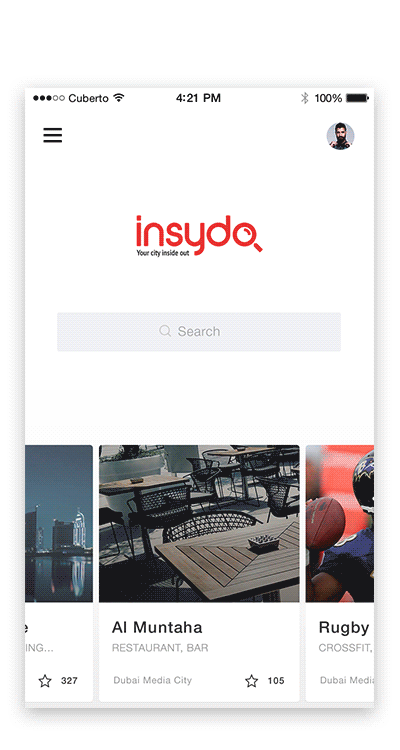 Cuberto
4:21 PM
100%
insydo
Your city inside out
Search
e
Al Muntaha
Rugby
ING...
RESTAURANT, BAR
CROSSFIT,
327
Dubai Media City
105
Dubai Media